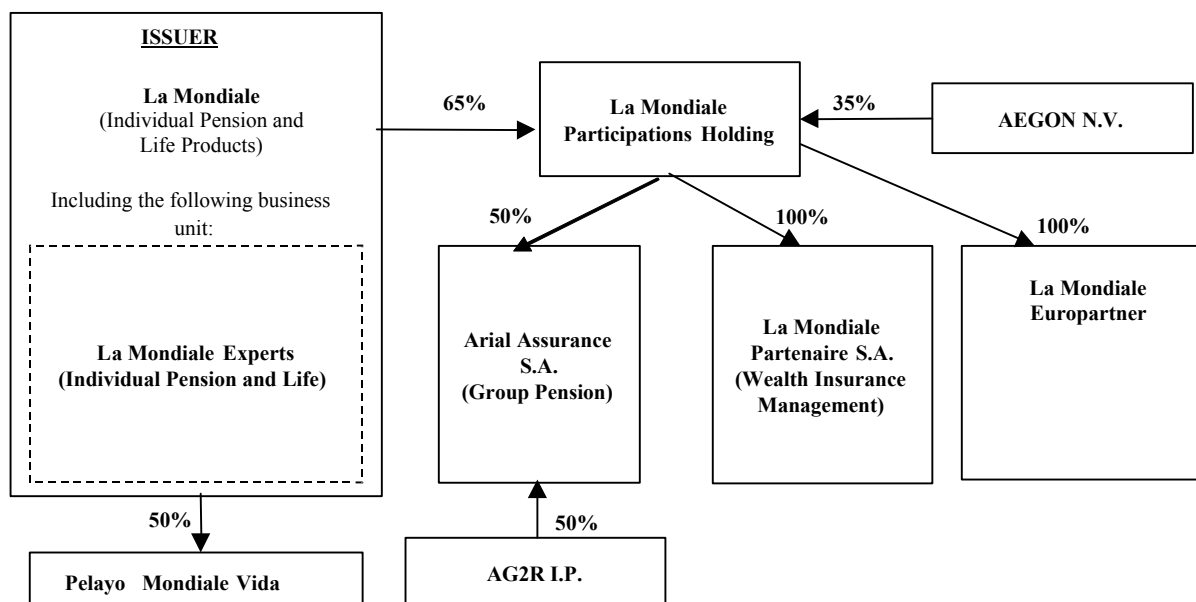 ISSUER
La Mondiale
(Individual Pension and
Life Products)
Including the following business
unit:
La Mondiale Experts
(Individual Pension and Life)
50%
Pelayo Mondiale Vida
65%
La Mondiale
Participations Holding
35%
AEGON N.V.
50%
100%
100%
Arial Assurance
S.A.
(Group Pension)
La Mondiale
Partenaire S.A.
(Wealth Insurance
Management)
La Mondiale
Europartner
50%
AG2R I.P.